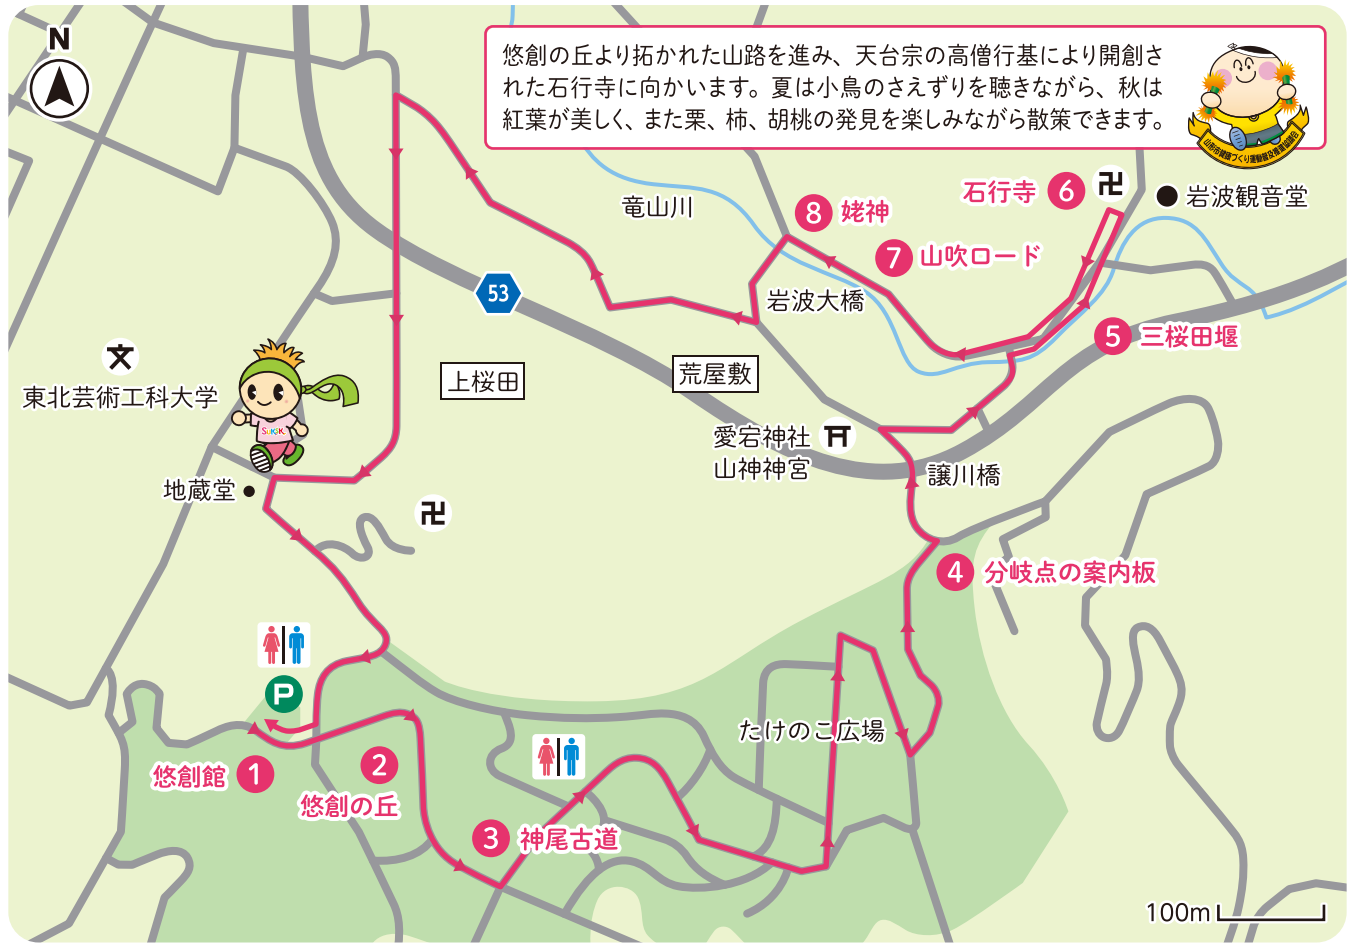 N
悠創の丘より拓かれた山路を進み、天台宗の高僧行基により開創さ
れた石行寺に向かいます。夏は小鳥のさえずりを聴きながら、秋は
紅葉が美しく、また栗、柿、胡桃の発見を楽しみながら散策できます。
竜山川
8 姥神
石行寺 6
卍
岩波観音堂
7 山吹ロード
53
岩波大橋
5 三桜田堰
文
東北芸術工科大学
SUKSK
上桜田
荒屋敷
愛宕神社
山神神宮
譲川橋
地蔵堂
卍
4 分岐点の案内板
P
たけのこ広場
悠創館 1
2
悠創の丘
3 神尾古道
100m